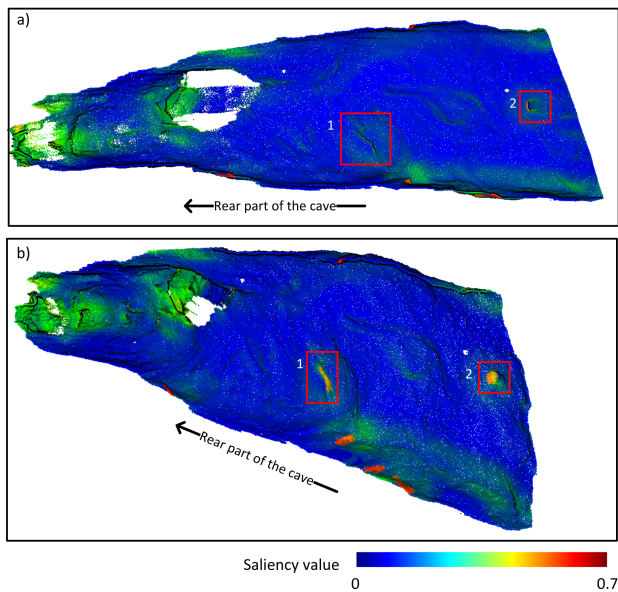 a)
1
2
Rear part of the cave
b)
1
2
Rear part of the cave
Saliency value
0
0.7